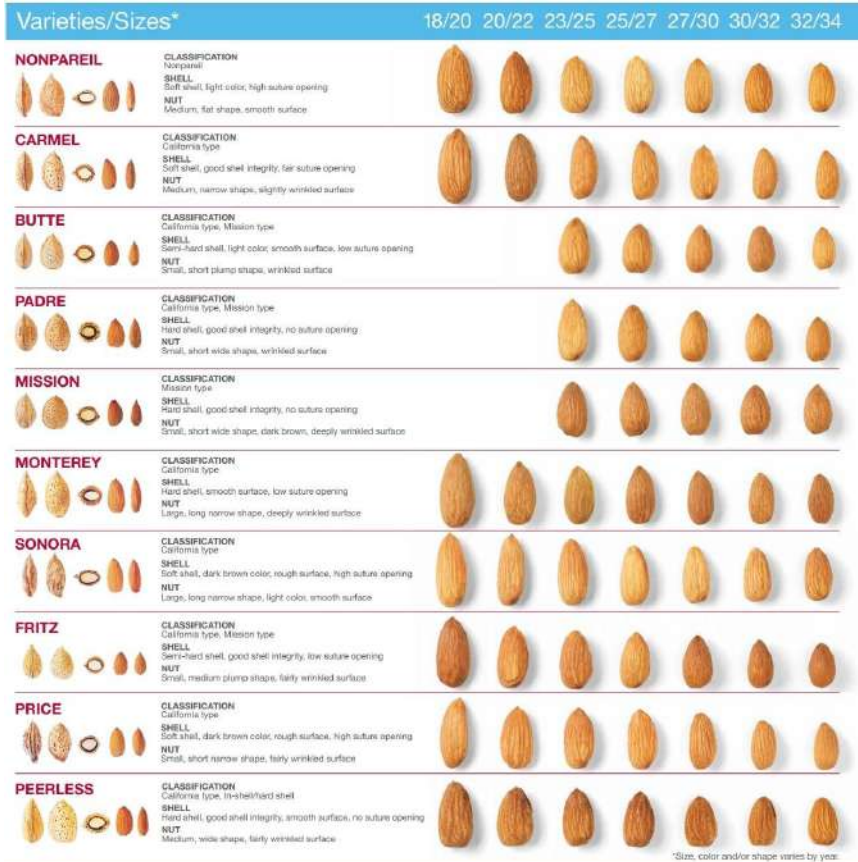 Varieties/Sizes* 18/20 20/22 23/25 25/27 27/30 30/32 32/34
NONPAREIL
CLASSIFICATION
Nonpareil
SHELL
Soft shell, light color, high suture opening
NUT
Medium, flat shape, smooth surface
CARMEL
CLASSIFICATION
California type
SHELL
Soft shell, good shell integrity, fair suture opening
NUT
Medium, narrow shape, slightly wrinkled surface
BUTTE
CLASSIFICATION
California type, Mission type
SHELL
Semi-hard shell, light color, smooth surface, low suture opening
NUT
Small, short plump shape, wrinkled surface
PADRE
CLASSIFICATION
California type, Mission type
SHELL
Hard shell, good shell integrity, no suture opening
NUT
Small, short wide shape, wrinkled surface
MISSION
CLASSIFICATION
Mission type
SHELL
Hard shell, good shell integrity, no suture opening
NUT
Small, short wide shape, dark brown, deeply wrinkled surface
MONTEREY
CLASSIFICATION
California type
SHELL
Hard shell, smooth surface, low suture opening
NUT
Large, long narrow shape, deeply wrinkled surface
SONORA
CLASSIFICATION
California type
SHELL
Soft shell, dark brown color, rough surface, high suture opening
NUT
Large, long narrow shape, light color, smooth surface
FRITZ
CLASSIFICATION
California type, Mission type
SHELL
Semi-hard shell, good shell integrity, low suture opening
NUT
Small, medium plump shape, fairly wrinkled surface
PRICE
CLASSIFICATION
California type
SHELL
Soft shell, dark brown color, rough surface, high suture opening
NUT
Small, short narrow shape, fairly wrinkled surface
PEERLESS
CLASSIFICATION
California type, In-shell/hard shell
SHELL
Hard shell, good shell integrity, smooth surface, no suture opening
NUT
Medium, wide shape, fairly wrinkled surface
*Size, color and/or shape varies by year.